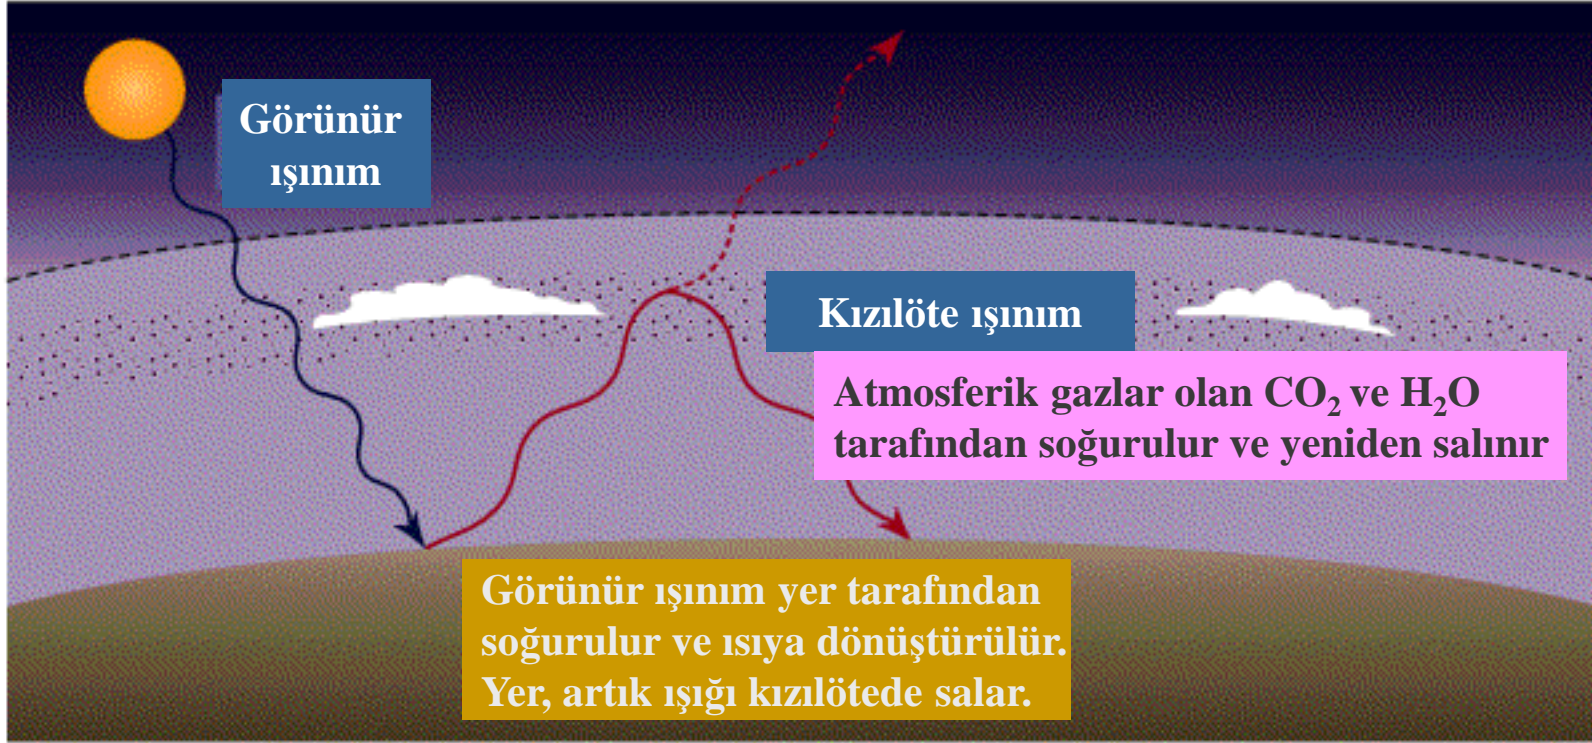 Görünür
ışınım
Kızılöte ışınım
Atmosferik gazlar olan CO₂ ve H₂O
tarafından soğurulur ve yeniden salınır
Görünür ışınım yer tarafından
soğurulur ve ısıya dönüştürülür.
Yer, artık ışığı kızılötede salar.